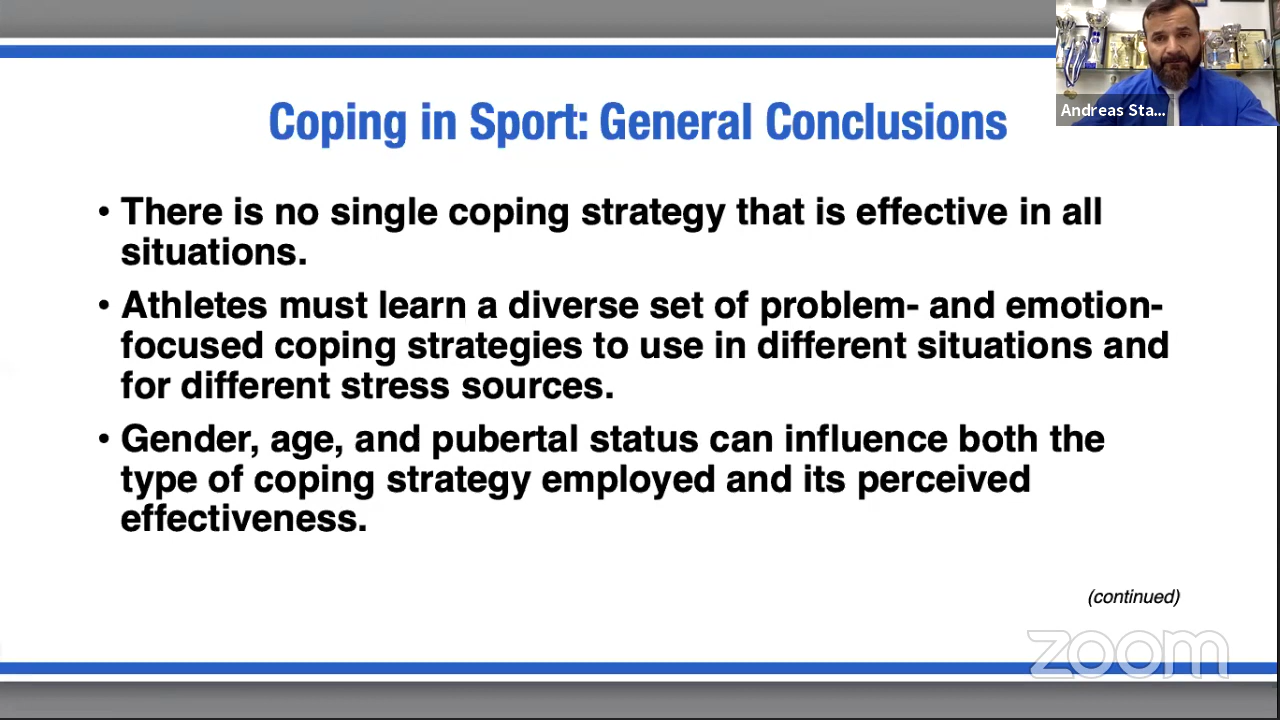 Andreas Sta...
Coping in Sport: General Conclusions
• There is no single coping strategy that is effective in all
situations.
• Athletes must learn a diverse set of problem- and emotion-
focused coping strategies to use in different situations and
for different stress sources.
• Gender, age, and pubertal status can influence both the
type of coping strategy employed and its perceived
effectiveness.
(continued)
zoom